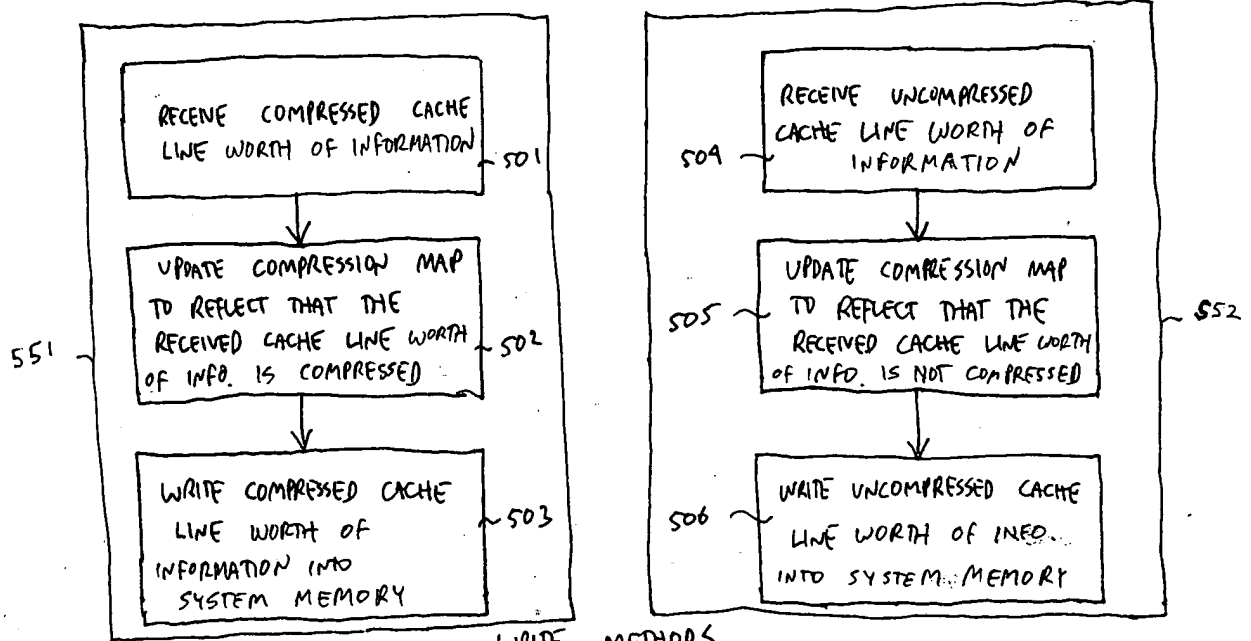 RECEIVE COMPRESSED CACHE
LINE WORTH OF INFORMATION
501
UPDATE COMPRESSION MAP
TO REFLECT THAT THE
RECEIVED CACHE LINE WORTH
OF INFO. IS COMPRESSED
502
551
WRITE COMPRESSED CACHE
LINE WORTH OF
INFORMATION INTO
SYSTEM MEMORY
503
RECEIVE UNCOMPRESSED
CACHE LINE WORTH OF
INFORMATION
504
UPDATE COMPRESSION MAP
TO REFLECT THAT THE
RECEIVED CACHE LINE WORTH
OF INFO. IS NOT COMPRESSED
505
552
WRITE UNCOMPRESSED CACHE
LINE WORTH OF INFO.
INTO SYSTEM MEMORY
506
WRITE METHODS